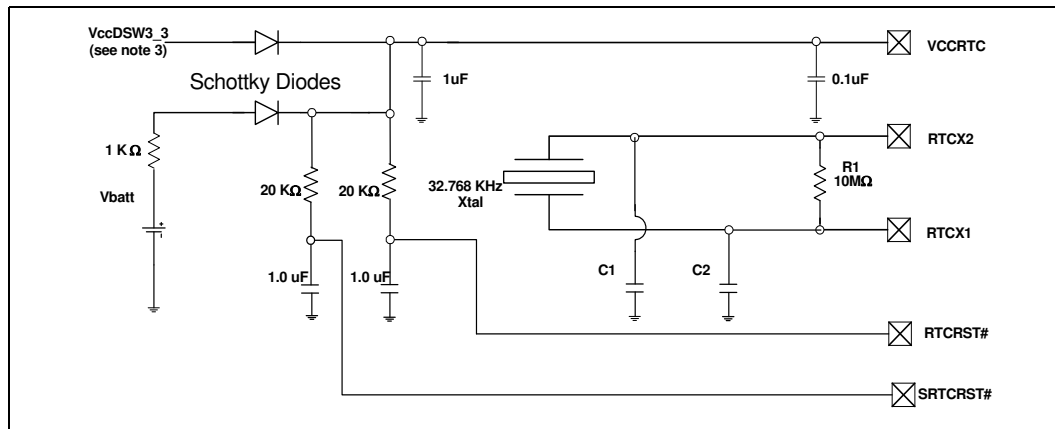 VccDSW3_3
(see note 3)
VCCRTC
1uF
0.1uF
Schottky Diodes
RTCX2
1 KΩ
R1
10MΩ
20 KΩ
20 KΩ
32.768 KHz
Xtal
Vbatt
RTCX1
+
-
C1
C2
1.0 uF
1.0 uF
RTCRST#
SRTCRST#